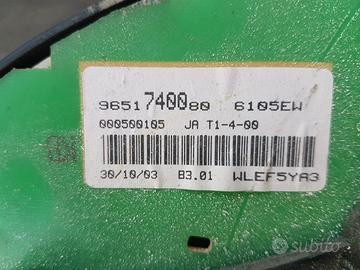 9651740080 6105EW
000500105 JA T1-4-00
30/10/03 B3.01 WLEF5YA3
subito